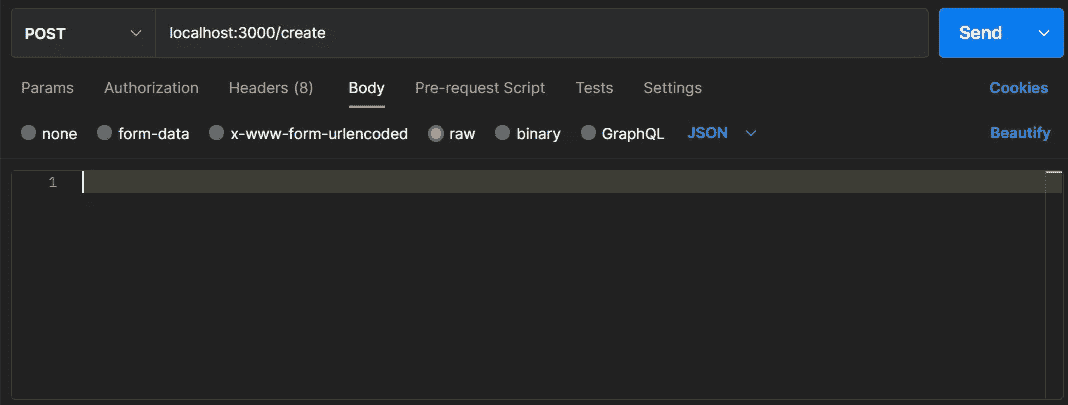 POST localhost:3000/create Send
Params Authorization Headers (8) Body Pre-request Script Tests Settings Cookies
none form-data x-www-form-urlencoded raw binary GraphQL JSON Beautify
1